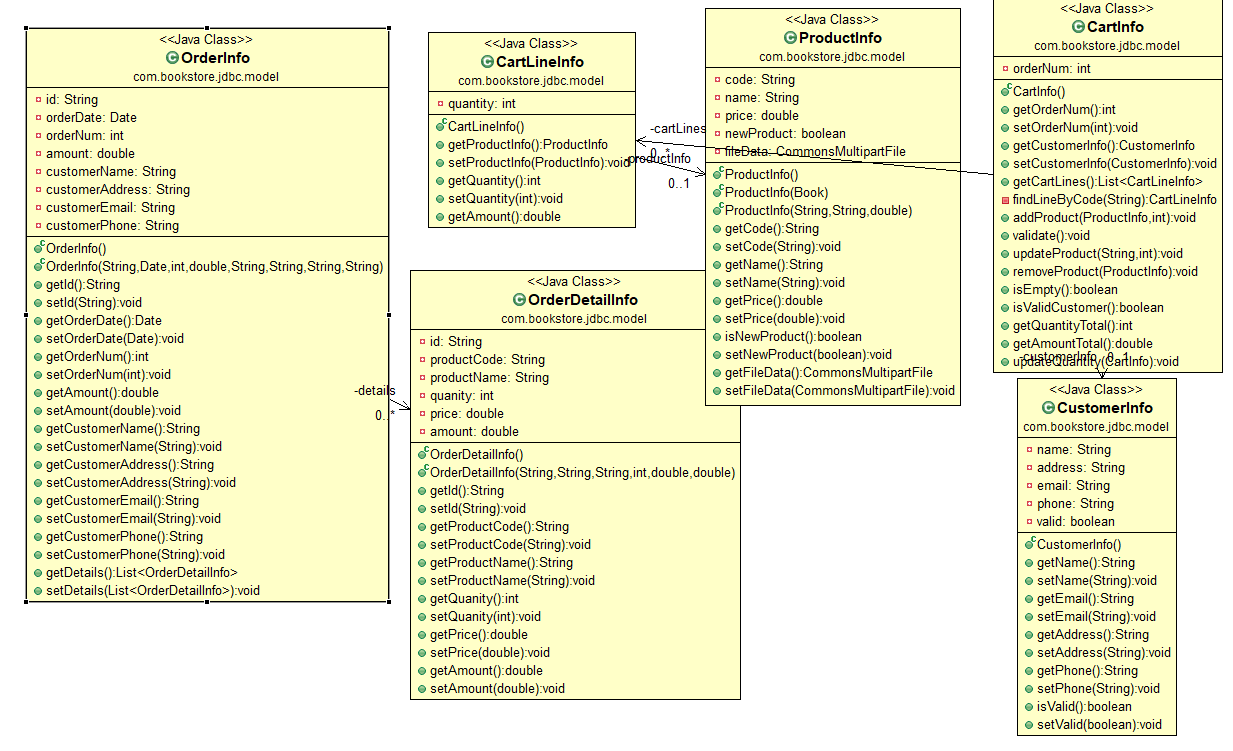 <<Java Class>>
OrderInfo
com.bookstore.jdbc.model
id: String
orderDate: Date
orderNum: int
amount: double
customerName: String
customerAddress: String
customerEmail: String
customerPhone: String
OrderInfo()
OrderInfo(String,Date,int,double,String,String,String,String)
getId():String
setId(String):void
getOrderDate():Date
setOrderDate(Date):void
getOrderNum():int
setOrderNum(int):void
getAmount():double
setAmount(double):void
getCustomerName():String
setCustomerName(String):void
getCustomerAddress():String
setCustomerAddress(String):void
getCustomerEmail():String
setCustomerEmail(String):void
getCustomerPhone():String
setCustomerPhone(String):void
getDetails():List<OrderDetailInfo>
setDetails(List<OrderDetailInfo>):void
-details
0..*
<<Java Class>>
CartLineInfo
com.bookstore.jdbc.model
quantity: int
CartLineInfo()
getProductInfo():ProductInfo
setProductInfo(ProductInfo):void
getQuantity():int
setQuantity(int):void
getAmount():double
-cartLines
0..*
-productInfo
0..1
<<Java Class>>
OrderDetailInfo
com.bookstore.jdbc.model
id: String
productCode: String
productName: String
quanity: int
price: double
amount: double
OrderDetailInfo()
OrderDetailInfo(String,String,String,int,double,double)
getId():String
setId(String):void
getProductCode():String
setProductCode(String):void
getProductName():String
setProductName(String):void
getQuanity():int
setQuanity(int):void
getPrice():double
setPrice(double):void
getAmount():double
setAmount(double):void
<<Java Class>>
ProductInfo
com.bookstore.jdbc.model
code: String
name: String
price: double
newProduct: boolean
fileData: CommonsMultipartFile
ProductInfo()
ProductInfo(Book)
ProductInfo(String,String,double)
getCode():String
setCode(String):void
getName():String
setName(String):void
getPrice():double
setPrice(double):void
isNewProduct():boolean
setNewProduct(boolean):void
getFileData():CommonsMultipartFile
setFileData(CommonsMultipartFile):void
<<Java Class>>
CartInfo
com.bookstore.jdbc.model
orderNum: int
CartInfo()
getOrderNum():int
setOrderNum(int):void
getCustomerInfo():CustomerInfo
setCustomerInfo(CustomerInfo):void
getCartLines():List<CartLineInfo>
findLineByCode(String):CartLineInfo
addProduct(ProductInfo,int):void
validate():void
updateProduct(String,int):void
removeProduct(ProductInfo):void
isEmpty():boolean
isValidCustomer():boolean
getQuantityTotal():int
getAmountTotal():double
updateQuantity(CartInfo):void
-customerInfo
0..1
<<Java Class>>
CustomerInfo
com.bookstore.jdbc.model
name: String
address: String
email: String
phone: String
valid: boolean
CustomerInfo()
getName():String
setName(String):void
getEmail():String
setEmail(String):void
getAddress():String
setAddress(String):void
getPhone():String
setPhone(String):void
isValid():boolean
setValid(boolean):void